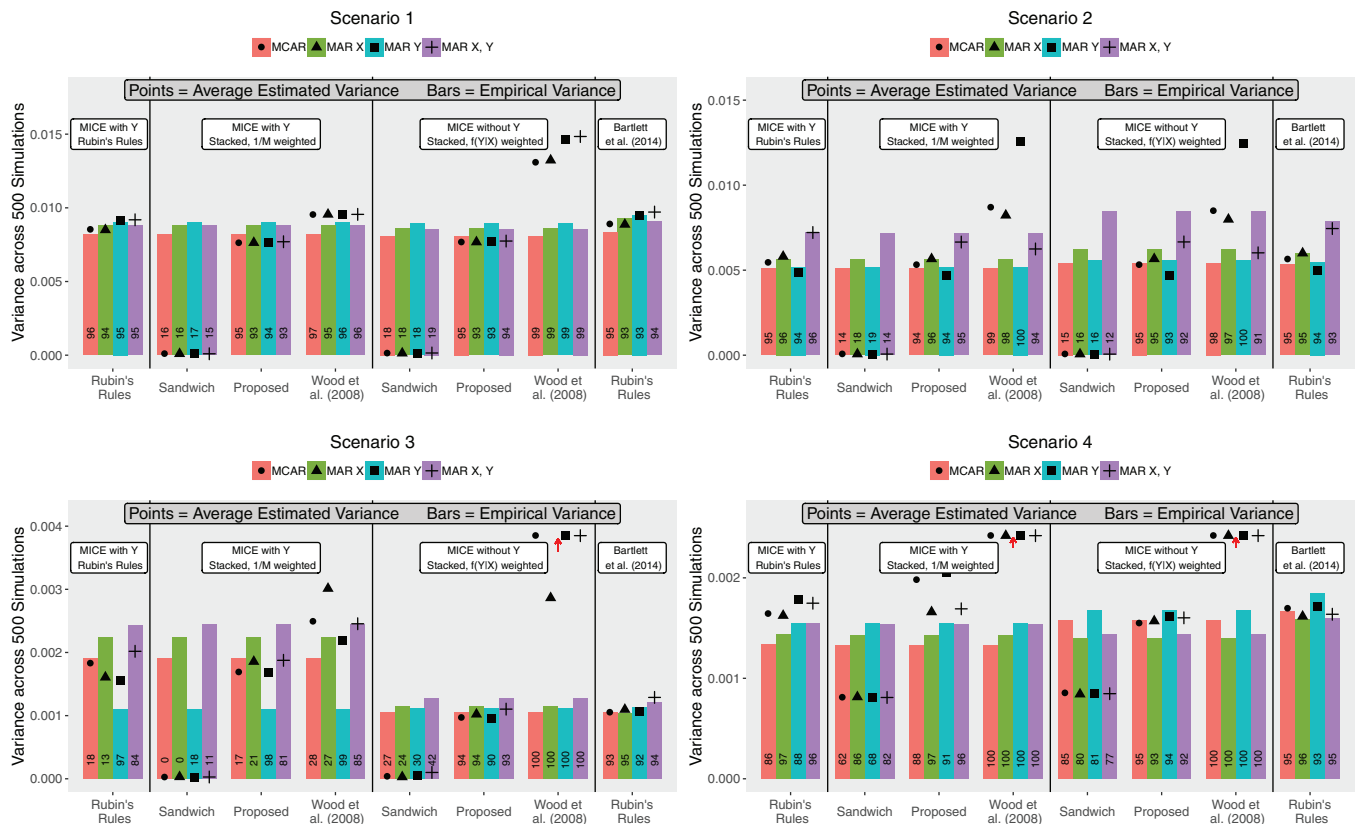 Scenario 1
MCAR MAR X MAR Y MAR X, Y
Points = Average Estimated Variance Bars = Empirical Variance
MICE with Y
Rubin's Rules
MICE with Y
Stacked, 1/M weighted
MICE without Y
Stacked, f(Y|X) weighted
Bartlett
et al. (2014)
Variance across 500 Simulations
0.015
0.010
0.005
0.000
96 94 95 95 16 16 17 15 95 93 94 93 97 95 96 96 18 18 18 19 95 93 93 94 99 99 99 99 95 93 93 94
Rubin's
Rules
Sandwich
Proposed
Wood et
al. (2008)
Sandwich
Proposed
Wood et
al. (2008)
Rubin's
Rules
Scenario 2
MCAR MAR X MAR Y MAR X, Y
Points = Average Estimated Variance Bars = Empirical Variance
MICE with Y
Rubin's Rules
MICE with Y
Stacked, 1/M weighted
MICE without Y
Stacked, f(Y|X) weighted
Bartlett
et al. (2014)
Variance across 500 Simulations
0.015
0.010
0.005
0.000
95 96 94 96 14 18 19 14 94 96 94 95 99 98 100 94 15 16 16 12 95 95 93 92 98 97 100 91 95 95 94 93
Rubin's
Rules
Sandwich
Proposed
Wood et
al. (2008)
Sandwich
Proposed
Wood et
al. (2008)
Rubin's
Rules
Scenario 3
MCAR MAR X MAR Y MAR X, Y
Points = Average Estimated Variance Bars = Empirical Variance
MICE with Y
Rubin's Rules
MICE with Y
Stacked, 1/M weighted
MICE without Y
Stacked, f(Y|X) weighted
Bartlett
et al. (2014)
Variance across 500 Simulations
0.004
0.003
0.002
0.001
0.000
18 13 97 84 0 0 18 11 17 21 98 81 28 27 99 85 27 24 30 42 94 94 90 93 100 100 100 100 93 95 92 94
Rubin's
Rules
Sandwich
Proposed
Wood et
al. (2008)
Sandwich
Proposed
Wood et
al. (2008)
Rubin's
Rules
Scenario 4
MCAR MAR X MAR Y MAR X, Y
Points = Average Estimated Variance Bars = Empirical Variance
MICE with Y
Rubin's Rules
MICE with Y
Stacked, 1/M weighted
MICE without Y
Stacked, f(Y|X) weighted
Bartlett
et al. (2014)
Variance across 500 Simulations
0.002
0.001
0.000
86 97 88 96 62 86 68 82 88 97 91 96 100 100 100 100 85 80 81 77 95 93 94 92 100 100 100 100 95 96 93 95
Rubin's
Rules
Sandwich
Proposed
Wood et
al. (2008)
Sandwich
Proposed
Wood et
al. (2008)
Rubin's
Rules